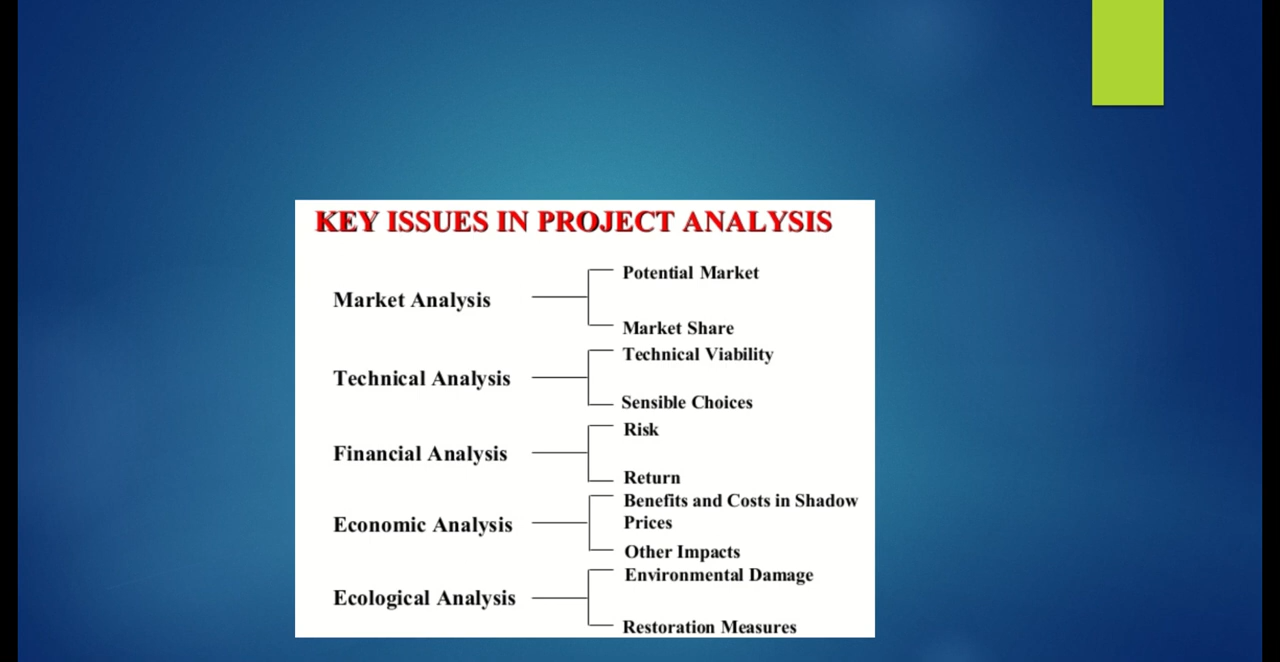 KEY ISSUES IN PROJECT ANALYSIS
Market Analysis
Potential Market
Market Share
Technical Analysis
Technical Viability
Sensible Choices
Financial Analysis
Risk
Return
Economic Analysis
Benefits and Costs in Shadow
Prices
Other Impacts
Ecological Analysis
Environmental Damage
Restoration Measures